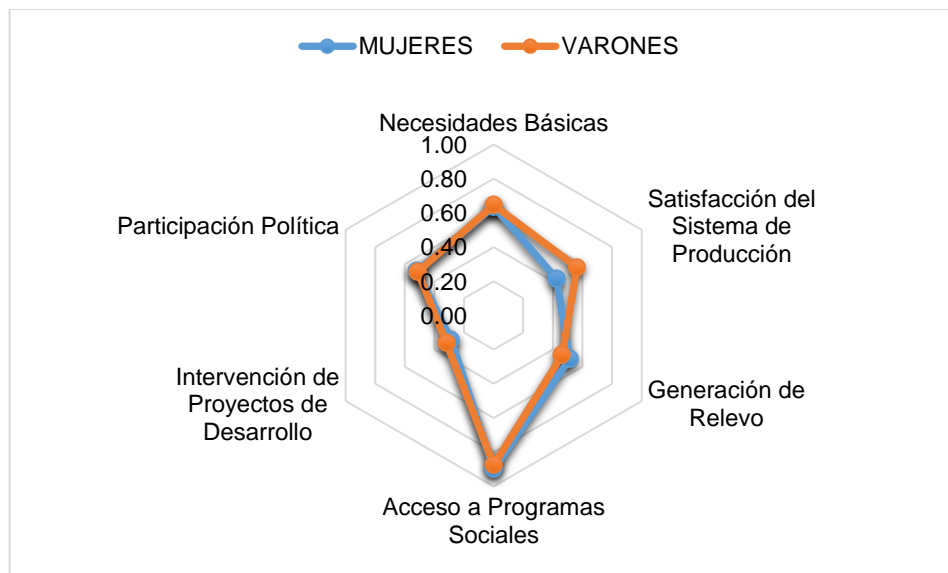 MUJERES VARONES
Necesidades Básicas
1.00
0.80
0.60
0.40
0.20
0.00
Satisfacción del
Sistema de
Producción
Generación de
Relevo
Acceso a Programas
Sociales
Intervención de
Proyectos de
Desarrollo
Participación Política